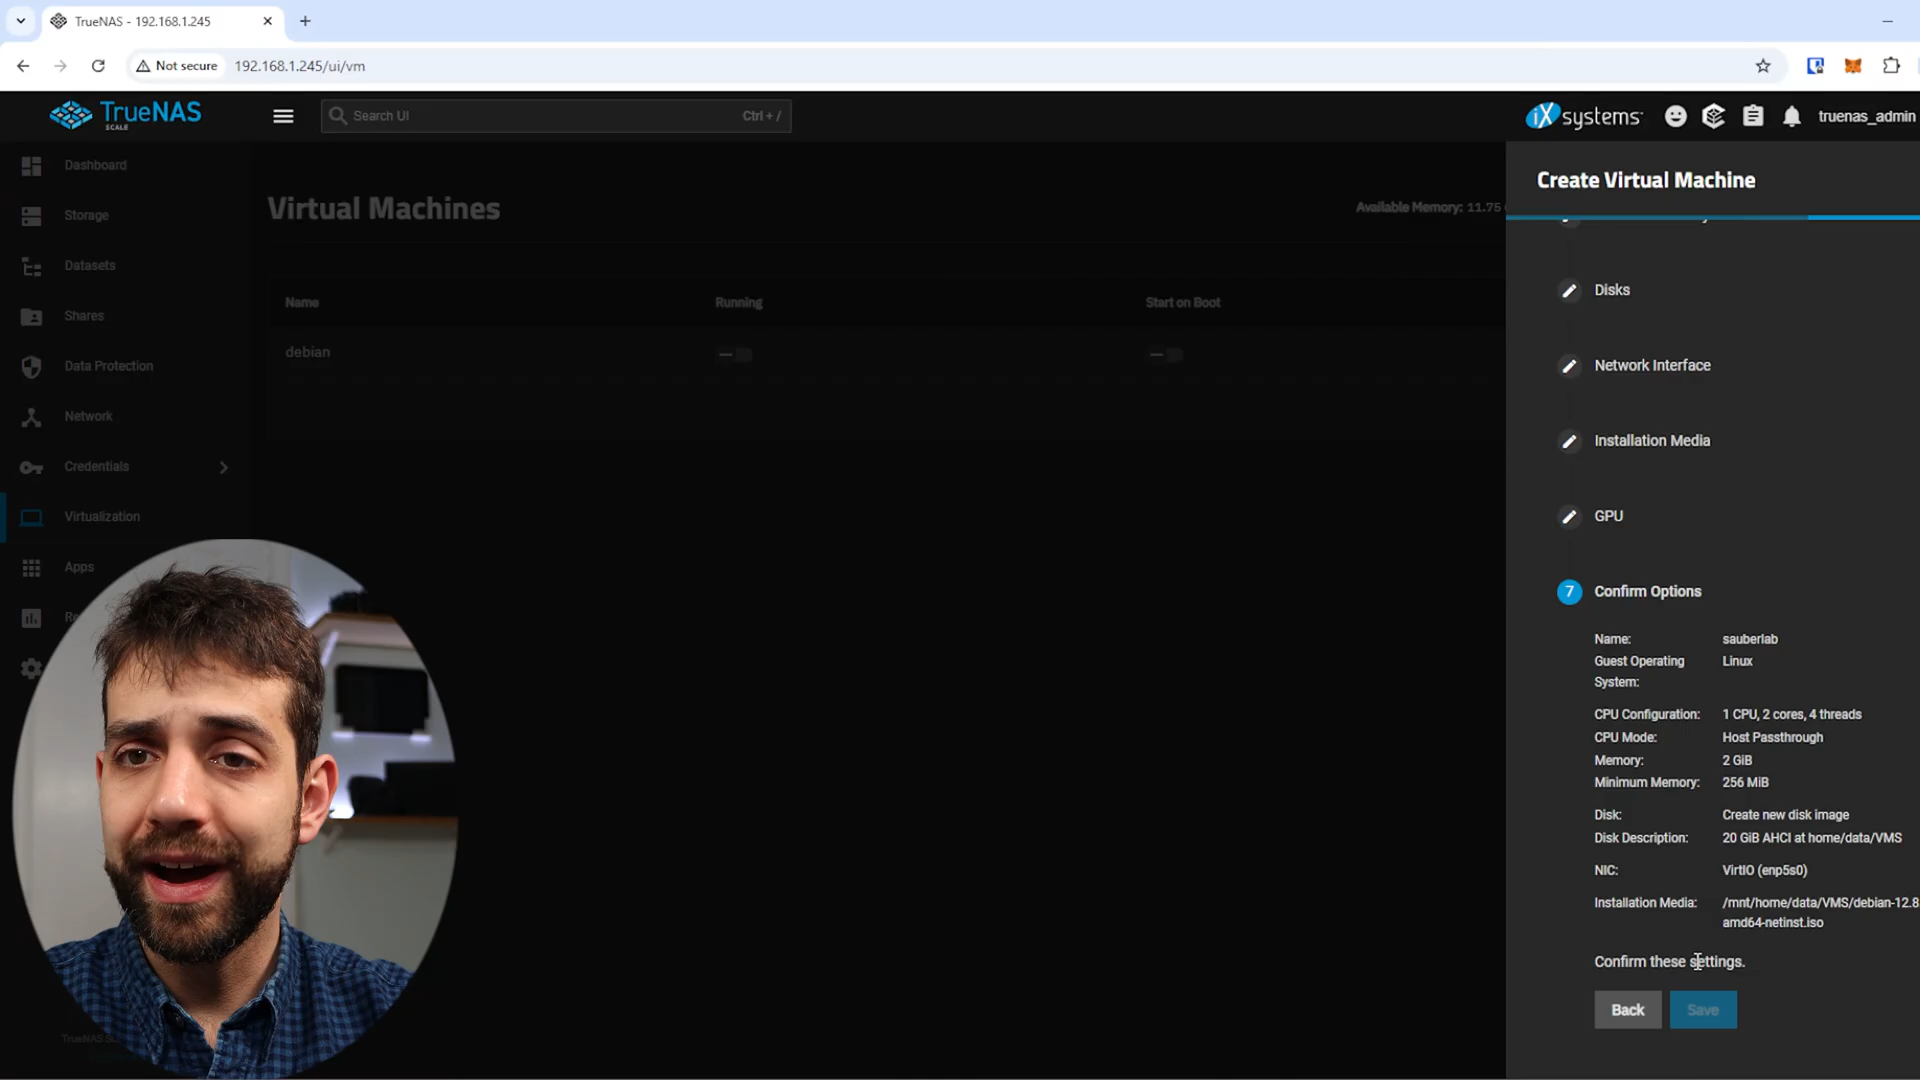 TrueNAS - 192.168.1.245
Not secure
192.168.1.245/ui/vm
TrueNAS
SCALE
Search UI
Ctrl + /
iXsystems
truenas_admin
Dashboard
Storage
Datasets
Shares
Data Protection
Network
Credentials
Virtualization
Apps
Virtual Machines
Available Memory: 11.75
Name
Running
Start on Boot
debian
Create Virtual Machine
Disks
Network Interface
Installation Media
GPU
7
Confirm Options
Name: sauberlab
Guest Operating Linux
System:
CPU Configuration: 1 CPU, 2 cores, 4 threads
CPU Mode: Host Passthrough
Memory: 2 GiB
Minimum Memory: 256 MiB
Disk: Create new disk image
Disk Description: 20 GiB AHCI at home/data/VMS
NIC: VirtIO (enp5s0)
Installation Media: /mnt/home/data/VMS/debian-12.8
amd64-netinst.iso
Confirm these settings.
Back
Save
TrueNAS